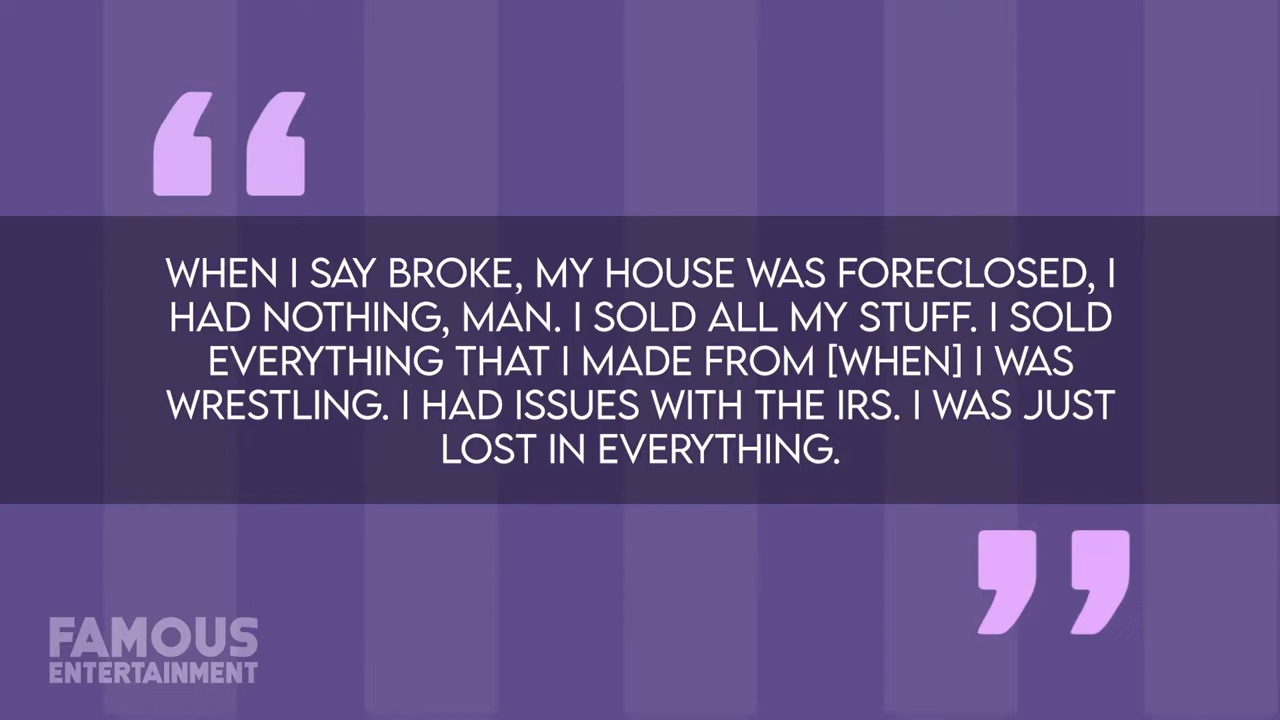 WHEN I SAY BROKE, MY HOUSE WAS FORECLOSED, I
HAD NOTHING, MAN. I SOLD ALL MY STUFF. I SOLD
EVERYTHING THAT I MADE FROM [WHEN] I WAS
WRESTLING. I HAD ISSUES WITH THE IRS. I WAS JUST
LOST IN EVERYTHING.
FAMOUS
ENTERTAINMENT